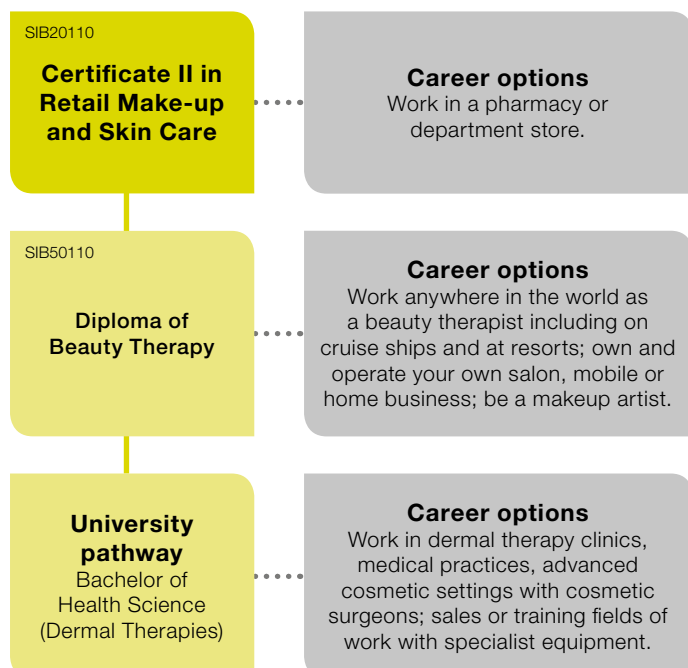 SIB20110
Certificate II in
Retail Make-up
and Skin Care
Career options
Work in a pharmacy or
department store.
SIB50110
Diploma of
Beauty Therapy
Career options
Work anywhere in the world as
a beauty therapist including on
cruise ships and at resorts; own and
operate your own salon, mobile or
home business; be a makeup artist.
University
pathway
Bachelor of
Health Science
(Dermal Therapies)
Career options
Work in dermal therapy clinics,
medical practices, advanced
cosmetic settings with cosmetic
surgeons; sales or training fields of
work with specialist equipment.